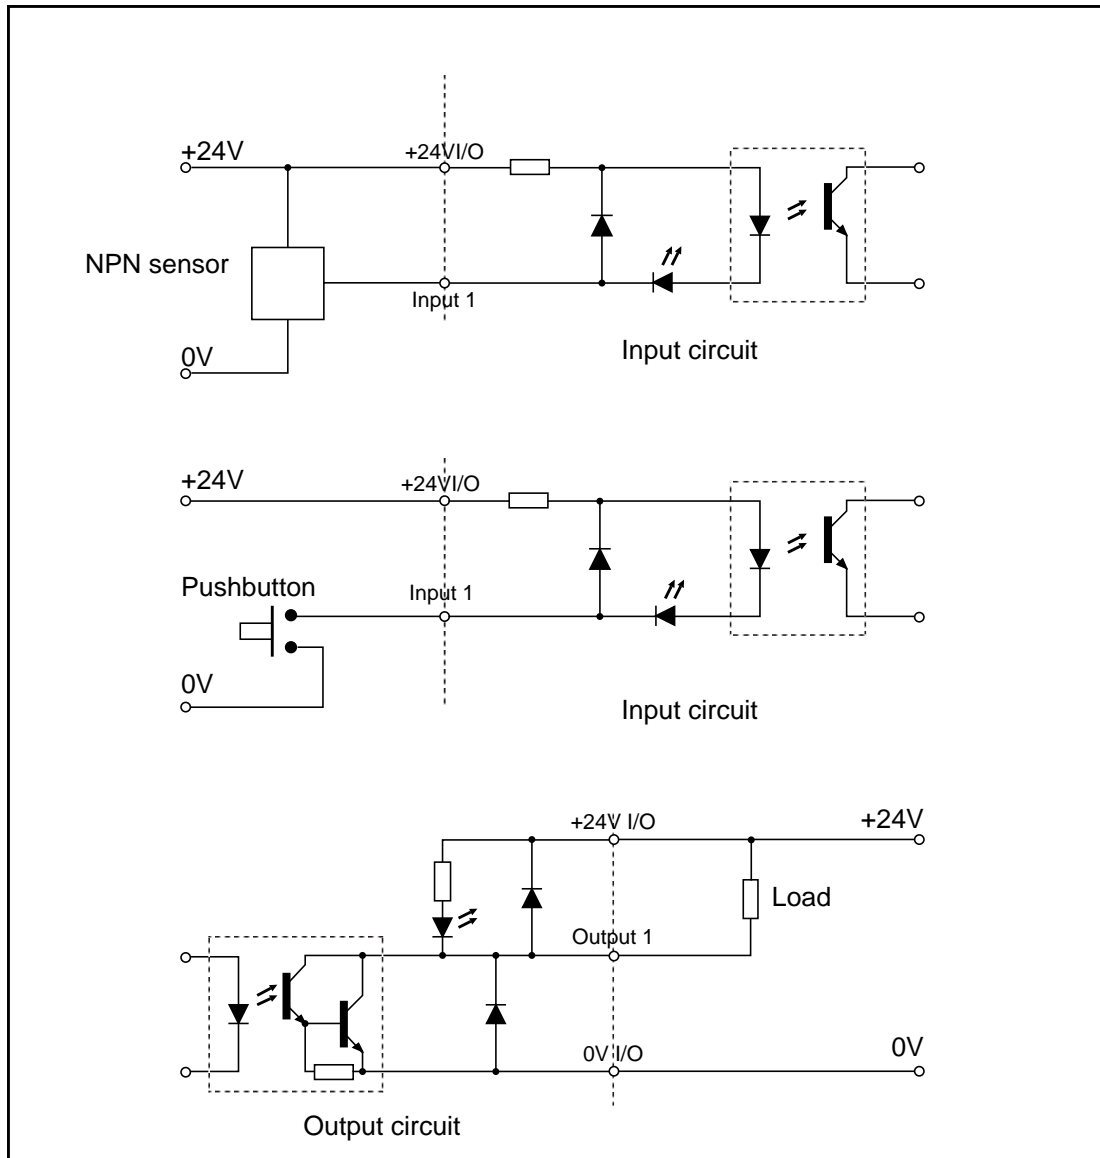 +24V
+24VI/O
NPN sensor
Input 1
0V
Input circuit
+24V
+24VI/O
Pushbutton
Input 1
0V
Input circuit
+24V I/O
+24V
Load
Output 1
0V I/O
0V
Output circuit